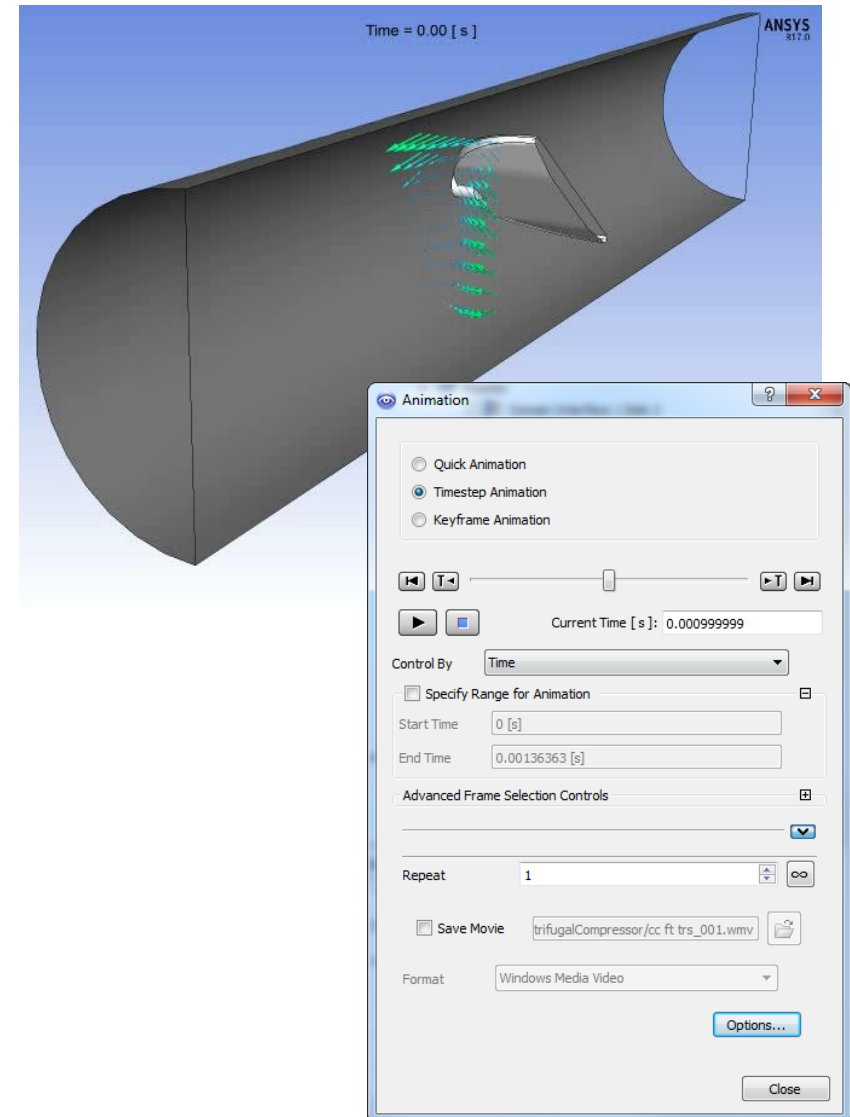 Time = 0.00 [ s ]
ANSYS
R17.0
Animation
Quick Animation
Timestep Animation
Keyframe Animation
Current Time [ s ]: 0.000999999
Control By Time
Specify Range for Animation
Start Time 0 [s]
End Time 0.00136363 [s]
Advanced Frame Selection Controls
Repeat 1
Save Movie trifugalCompressor/cc ft trs_001.wmv
Format Windows Media Video
Options...
Close